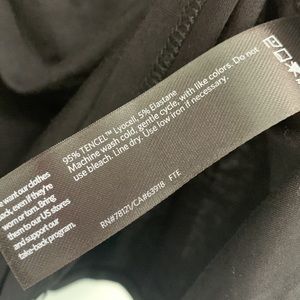 95% TENCEL™ Lyocell, 5% Elastane
Machine wash cold, gentle cycle, with like colors. Do not
use bleach. Line dry. Use low iron if necessary.
RN#78121/CA#63918 FTE
want our clothes
back, even if they're
worn or torn. Bring
them to our US stores
and support our
take-back program.